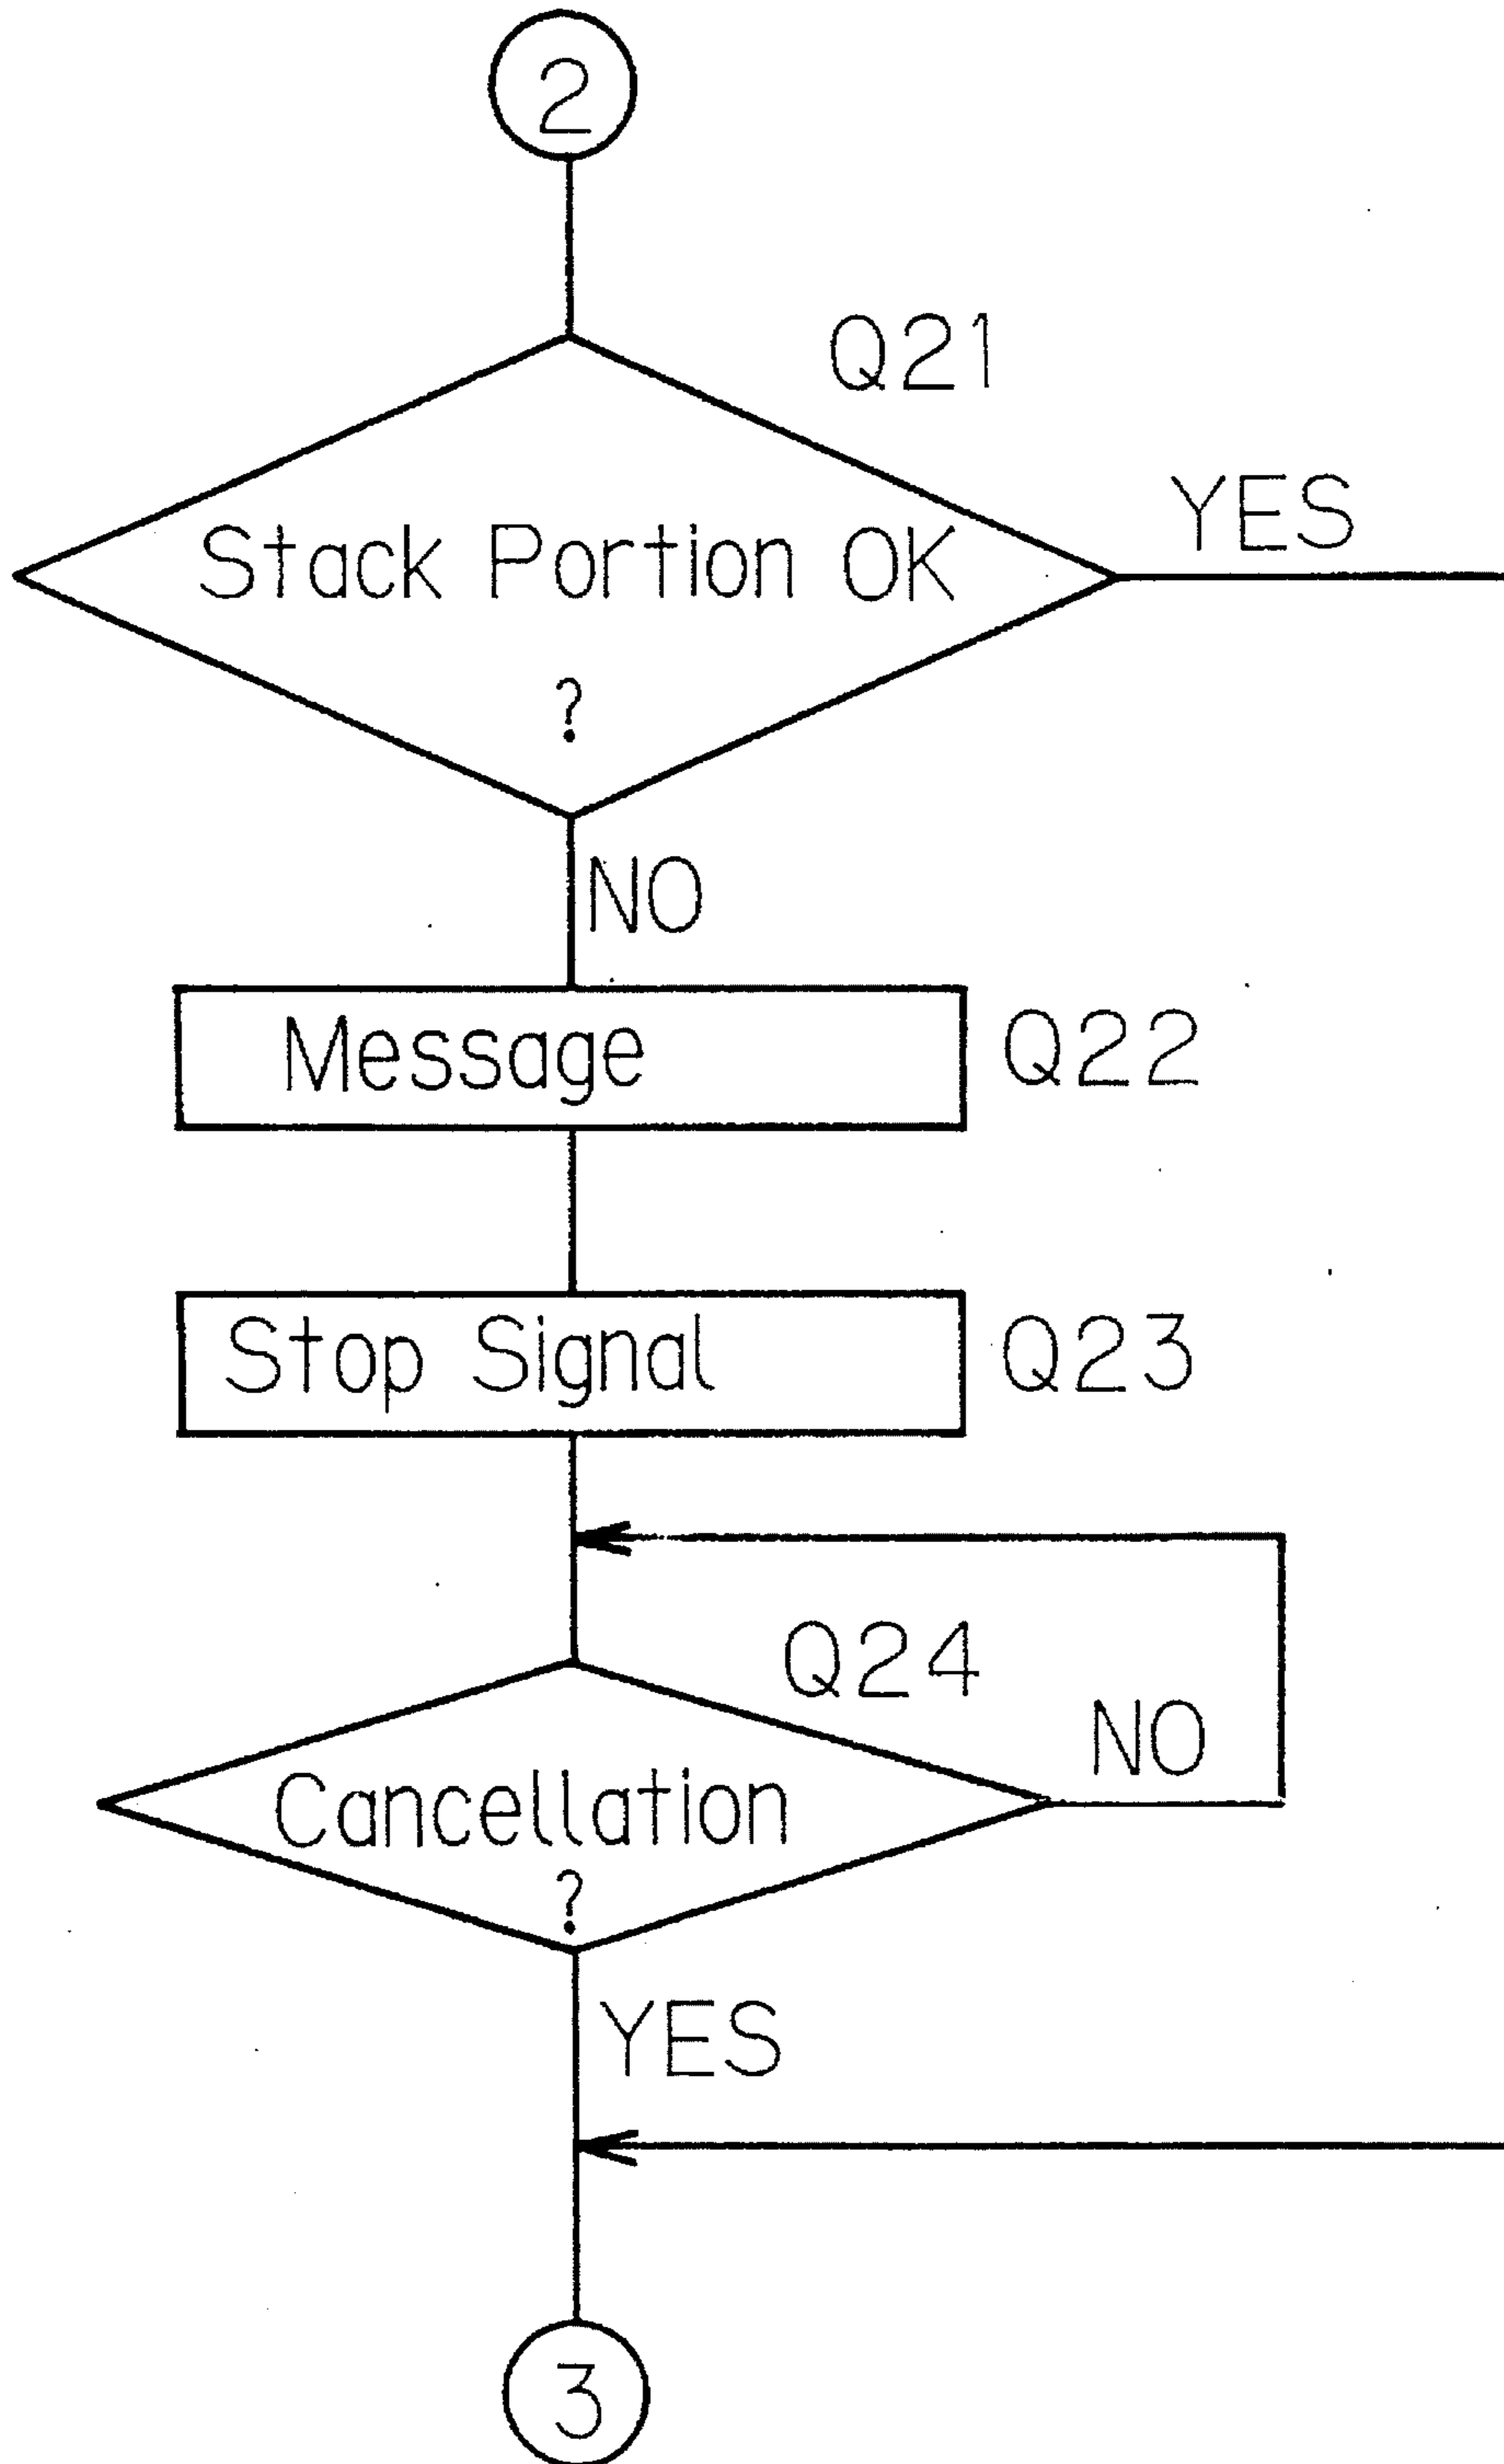 2
Q21
YES
Stack Portion OK
?
NO
Message
Q22
Stop Signal
Q23
Q24
NO
Cancellation
?
YES
3